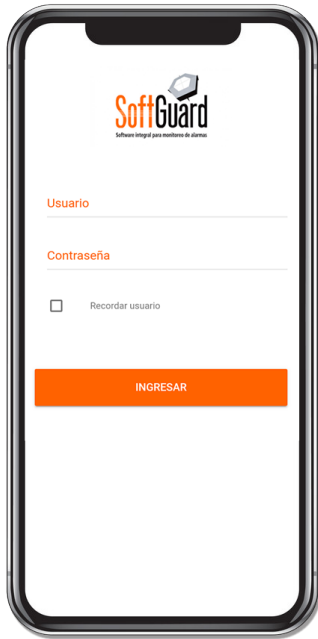 SoftGuard
Software integral para monitoreo de alarmas
Usuario
Contraseña
Recordar usuario
INGRESAR